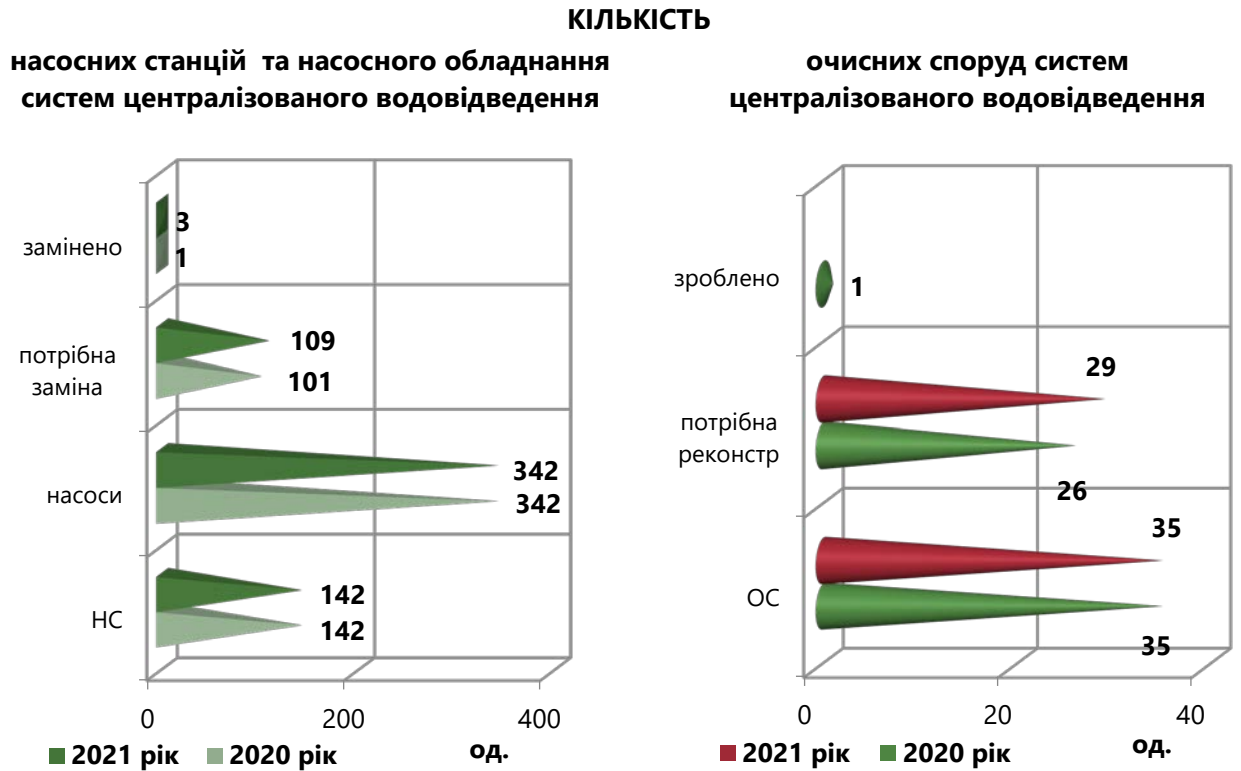 КІЛЬКІСТЬ
насосних станцій та насосного обладнання
систем централізованого водовідведення
замінено
3
1
потрібна
заміна
109
101
насоси
342
342
НС
142
142
0
200
400
2021 рік
2020 рік
од.
очисних споруд систем
централізованого водовідведення
зроблено
1
потрібна
реконстр
29
26
ОС
35
35
0
20
40
2021 рік
2020 рік
од.